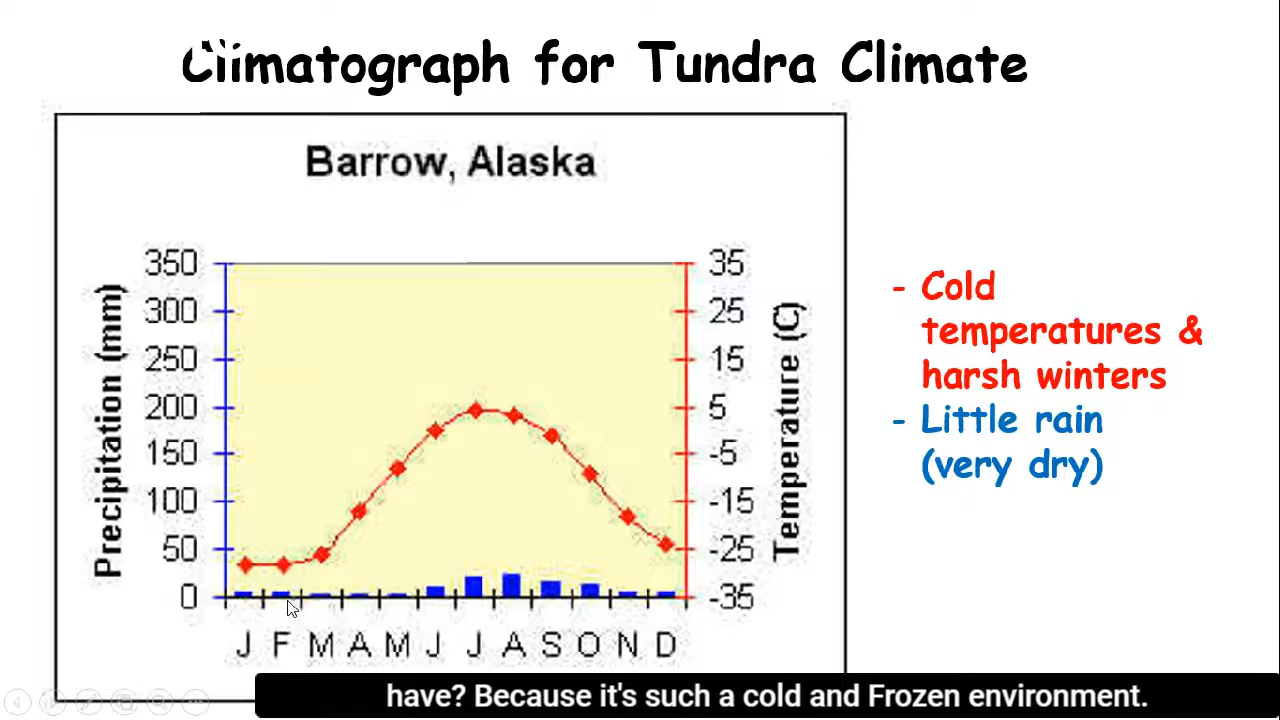 Climatograph for Tundra Climate
Barrow, Alaska
Precipitation (mm)
350
300
250
200
150
100
50
0
35
25
15
5
-5
-15
-25
-35
Temperature (C)
J F M A M J J A S O N D
- Cold
temperatures &
harsh winters
- Little rain
(very dry)
have? Because it's such a cold and Frozen environment.